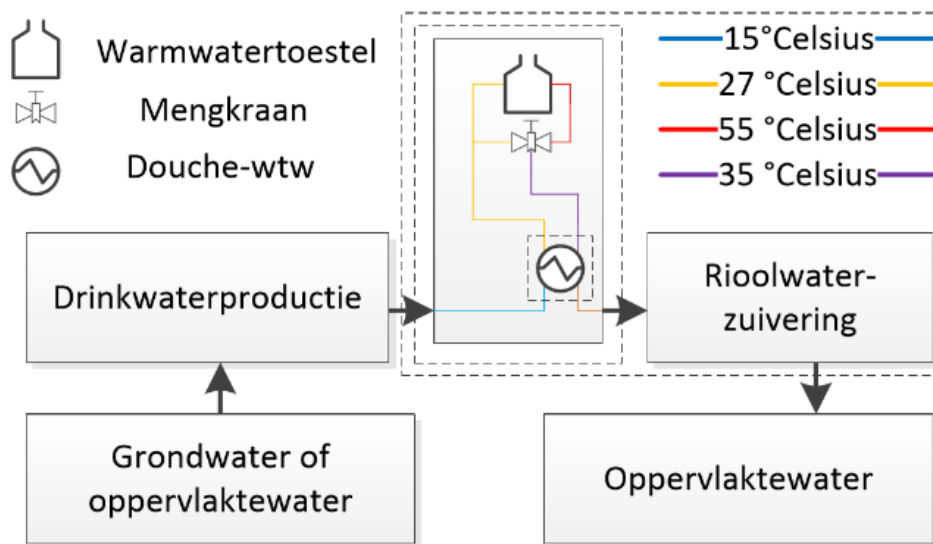 Warmwatertoestel
Mengkraan
Douche-wtw
15°Celsius
27 °Celsius
55 °Celsius
35 °Celsius
Drinkwaterproductie
Rioolwater-
zuivering
Grondwater of
oppervlaktewater
Oppervlaktewater